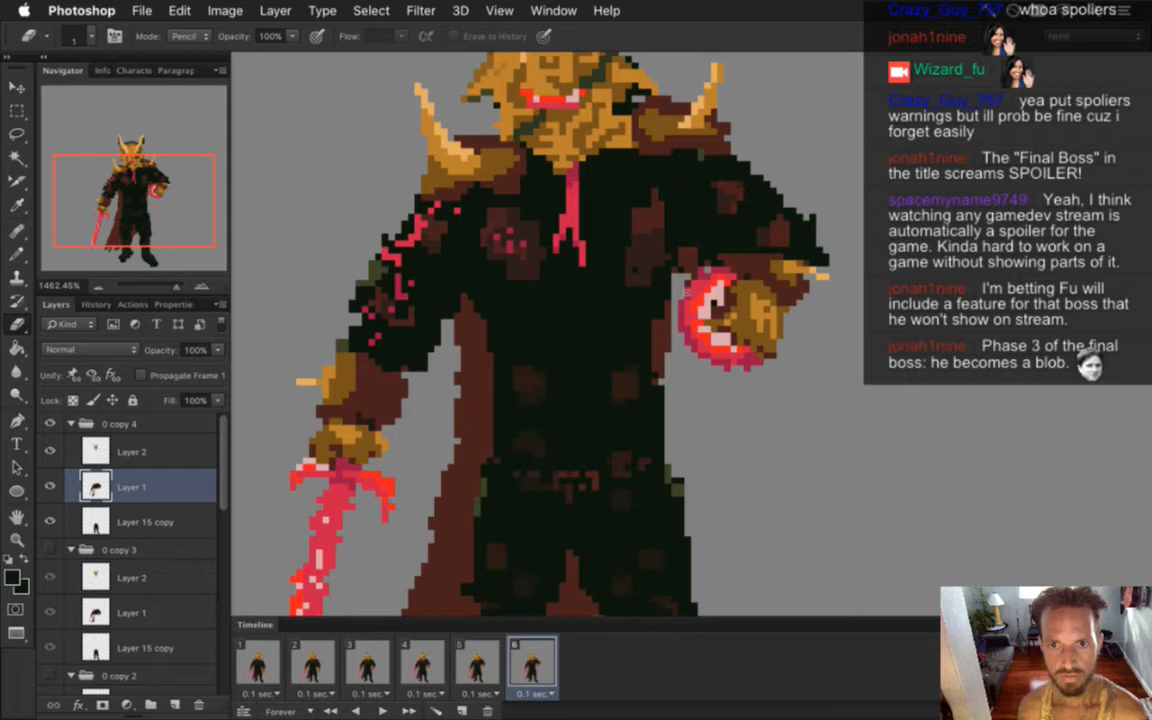 Photoshop File Edit Image Layer Type Select Filter 3D View Window Help
1 Mode: Pencil Opacity: 100% Flow: Erase to History
Navigator Info Characte Paragrap
1462.45%
Layers History Actions Propertie
Kind
Normal Opacity: 100%
Unify: Propagate Frame 1
Lock: Fill: 100%
0 copy 4
Layer 2
Layer 1
Layer 15 copy
0 copy 3
Layer 2
Layer 1
Layer 15 copy
0 copy 2
Timeline
1 2 3 4 5 6
0.1 sec. 0.1 sec. 0.1 sec. 0.1 sec. 0.1 sec. 0.1 sec.
Forever
Crazy_Guy_757 whoa spoilers
jonah1nine
Wizard_fu
Crazy_Guy_757 yea put spoliers
warnings but ill prob be fine cuz i
forget easily
jonah1nine The "Final Boss" in
the title screams SPOILER!
spacemyname9749 Yeah, I think
watching any gamedev stream is
automatically a spoiler for the
game. Kinda hard to work on a
game without showing parts of it.
jonah1nine I'm betting Fu will
include a feature for that boss that
he won't show on stream.
jonah1nine Phase 3 of the final
boss: he becomes a blob.